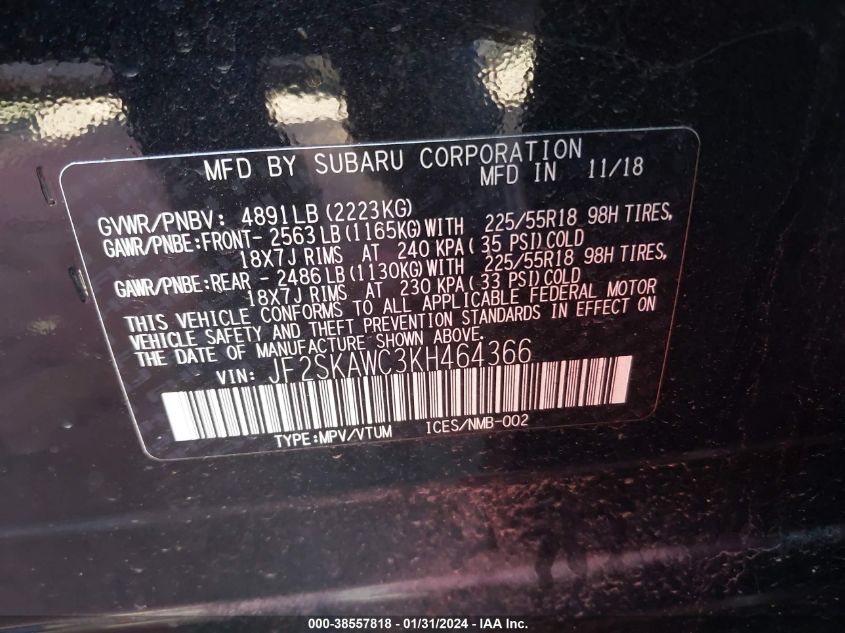 MFD BY SUBARU CORPORATION
MFD IN 11/18
GVWR/PNBV: 4891LB (2223KG)
GAWR/PNBE:FRONT- 2563LB (1165KG) WITH 225/55R18 98H TIRES,
18X7J RIMS AT 240 KPA( 35 PSI) COLD
GAWR/PNBE:REAR - 2486LB (1130KG) WITH 225/55R18 98H TIRES,
18X7J RIMS AT 230 KPA( 33 PSI) COLD
THIS VEHICLE CONFORMS TO ALL APPLICABLE FEDERAL MOTOR
VEHICLE SAFETY AND THEFT PREVENTION STANDARDS IN EFFECT ON
THE DATE OF MANUFACTURE SHOWN ABOVE.
VIN: JF2SKAWC3KH464366
TYPE:MPV/VTUM ICES/NMB-002
000-38557818 - 01/31/2024 - IAA Inc.